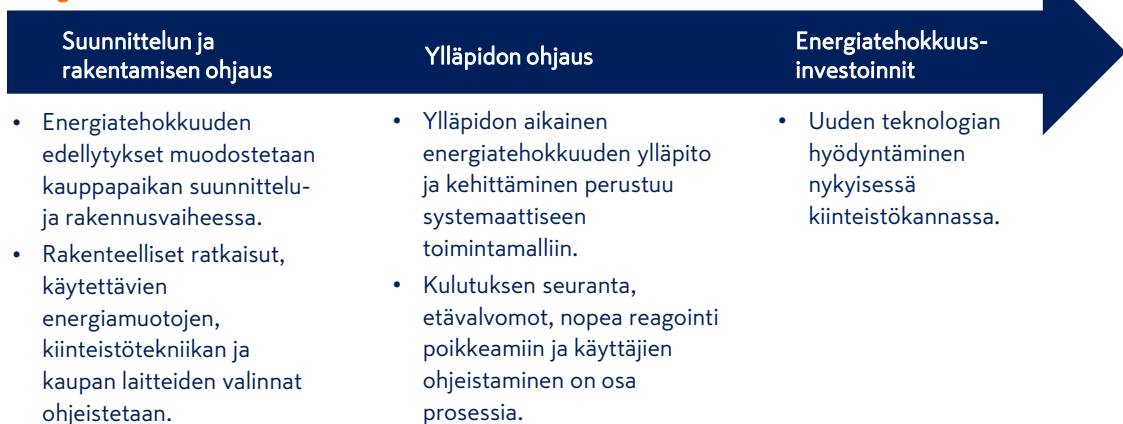 Suunnittelun ja
rakentamisen ohjaus
Ylläpidon ohjaus
Energiatehokkuus-
investoinnit
• Energiatehokkuuden
edellytykset muodostetaan
kauppapaikan suunnittelu-
ja rakennusvaiheessa.
• Rakenteelliset ratkaisut,
käytettävien
energiamuotojen,
kiinteistötekniikan ja
kaupan laitteiden valinnat
ohjeistetaan.
• Ylläpidon aikainen
energiatehokkuuden ylläpito
ja kehittäminen perustuu
systemaattiseen
toimintamalliin.
• Kulutuksen seuranta,
etävalvomot, nopea reagointi
poikkeamiin ja käyttäjien
ohjeistaminen on osa
prosessia.
• Uuden teknologian
hyödyntäminen
nykyisessä
kiinteistökannassa.